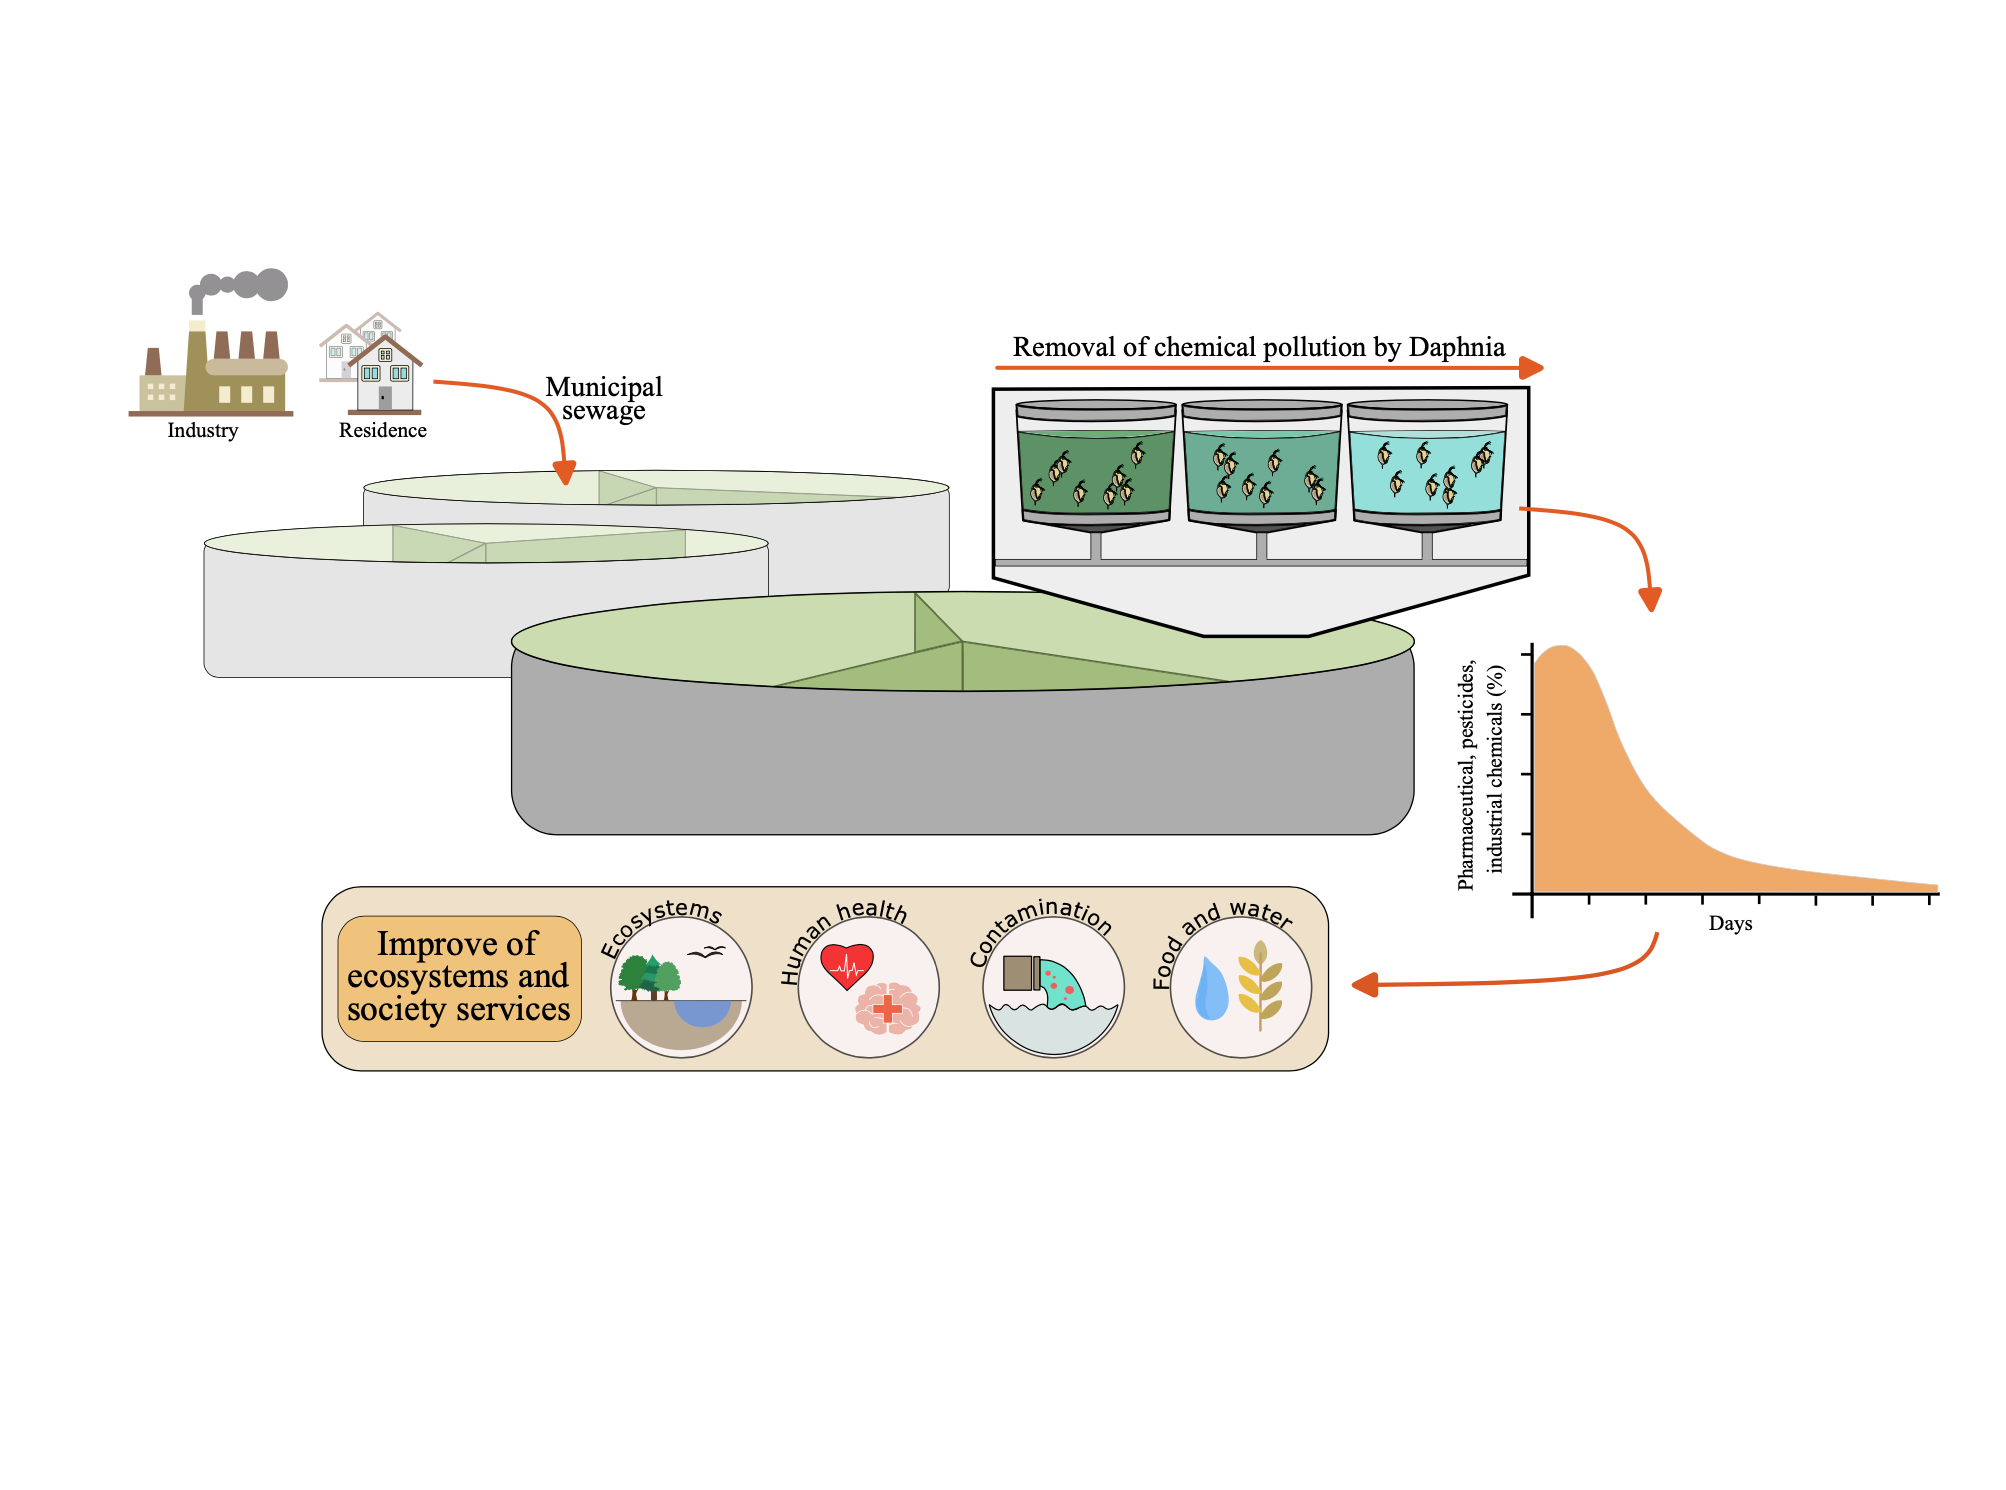 Industry
Residence
Municipal
sewage
Removal of chemical pollution by Daphnia
Pharmaceutical, pesticides,
industrial chemicals (%)
Days
Improve of
ecosystems and
society services
Ecosystems
Human health
Contamination
Food and water